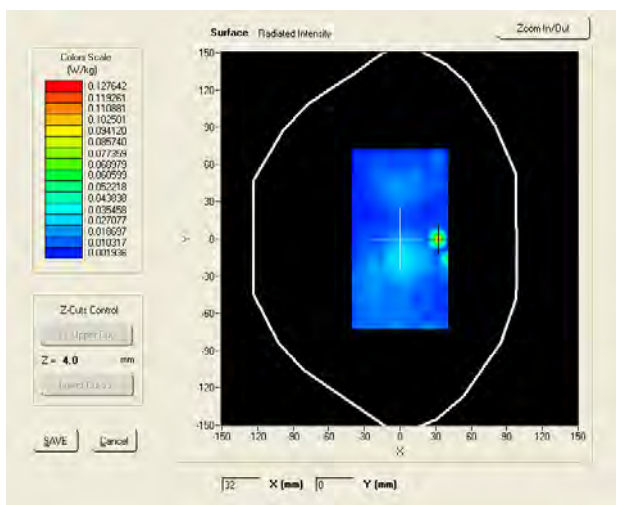 Surface Radiated Intensity
Zoom In/Out
Colors Scale
(W/kg)
0.127642
0.119261
0.110881
0.102501
0.094120
0.085740
0.077359
0.068979
0.060599
0.052218
0.043838
0.035458
0.027077
0.018697
0.010317
0.001936
150
120
90
60
30
0
-30
-60
-90
-120
-150
Y
-150 -120 -90 -60 -30 0 30 60 90 120 150
X
Z-Cuts Control
Z = 4.0 mm
SAVE Cancel
32 X (mm) 0 Y (mm)